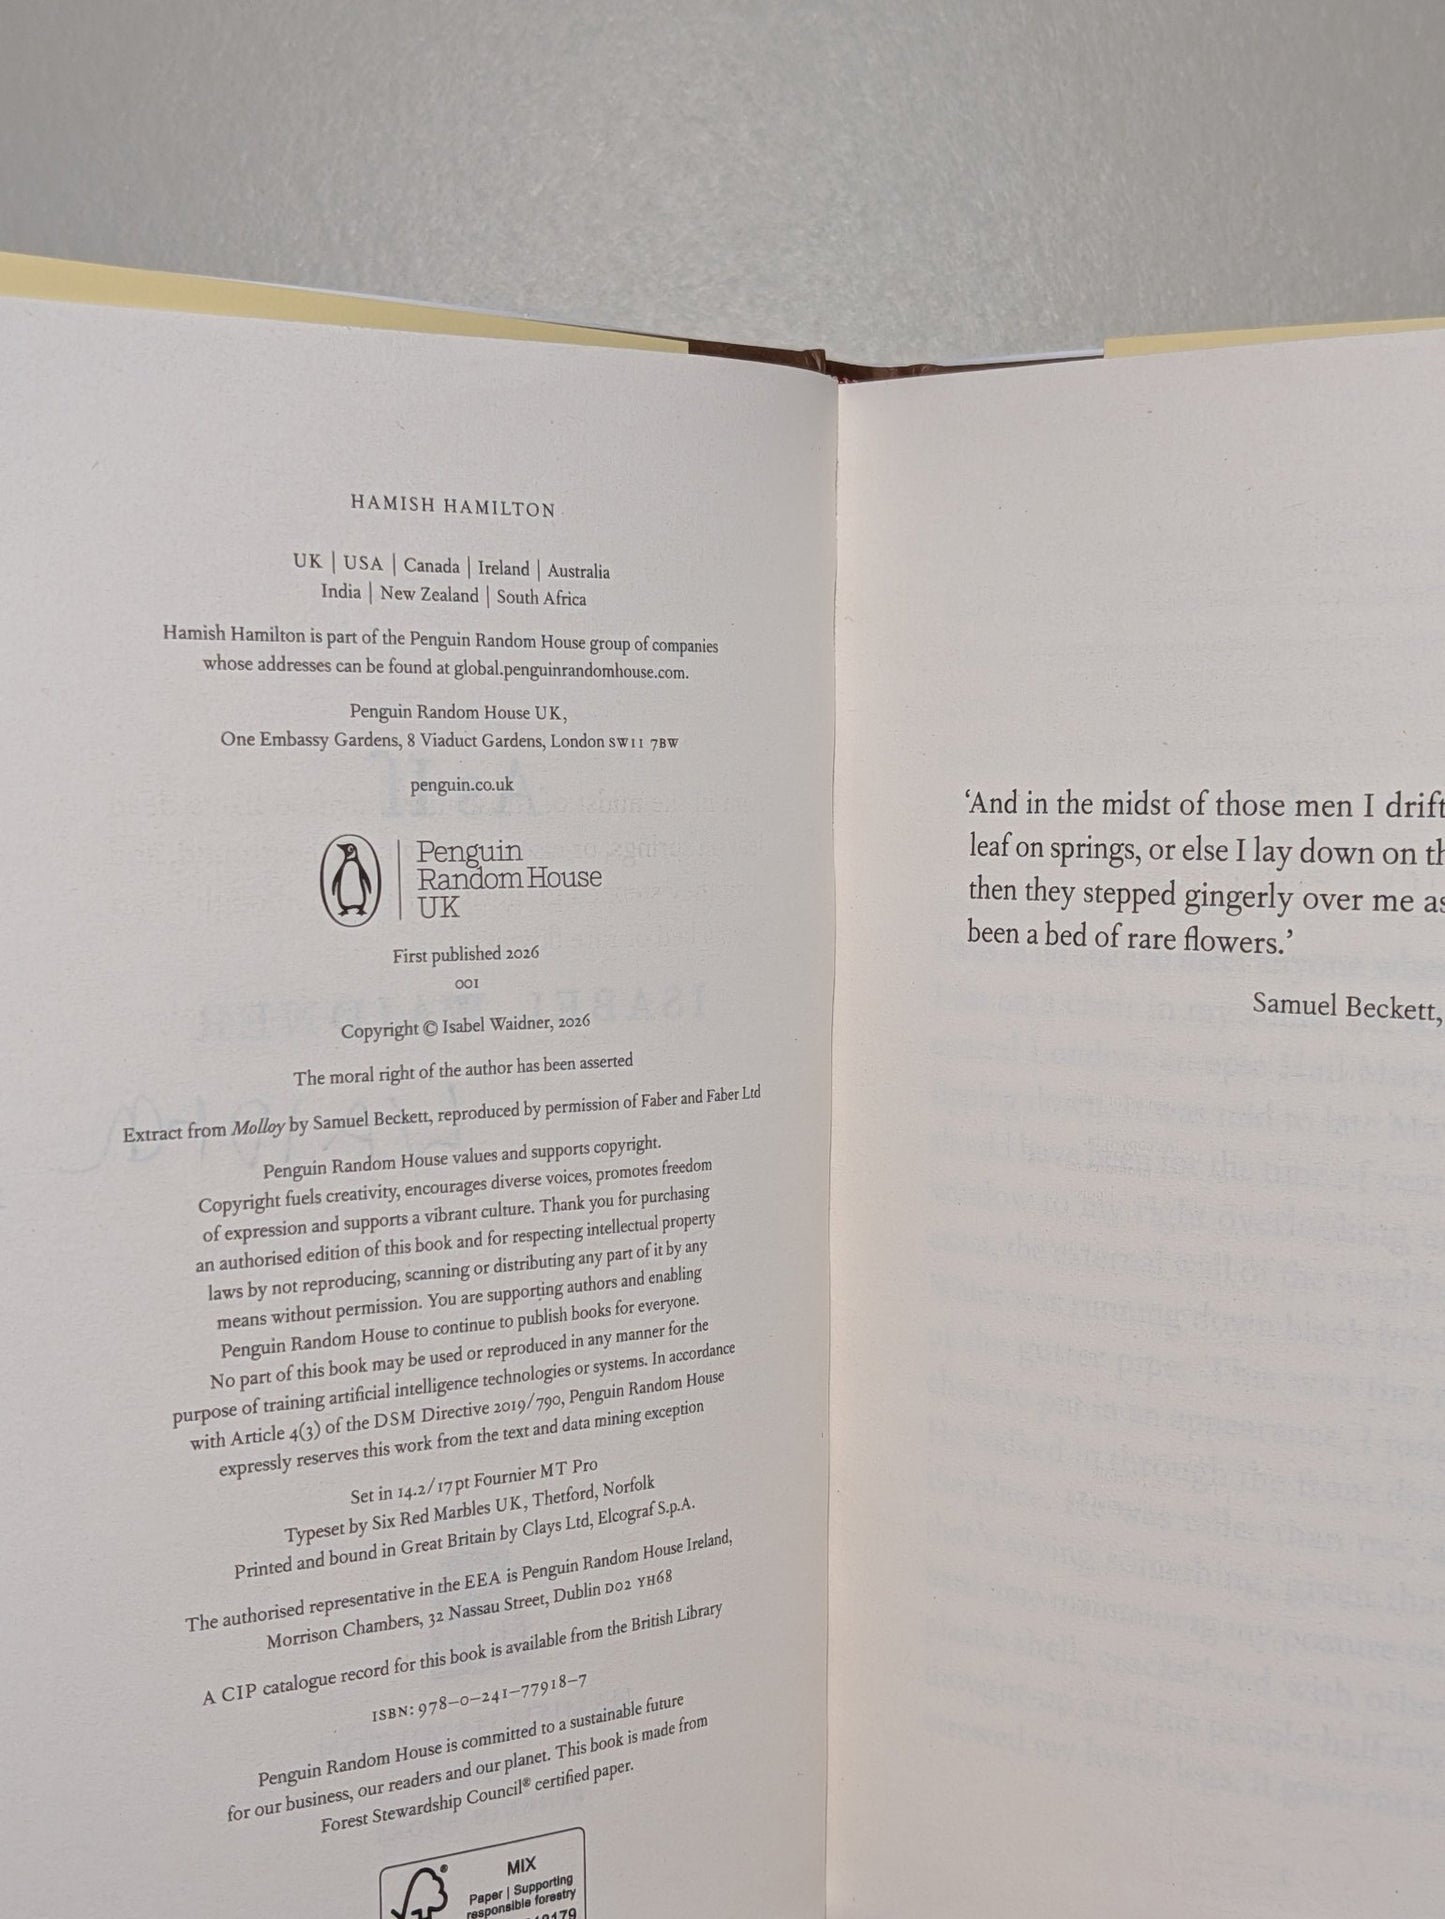 HAMISH HAMILTON
UK | USA | Canada | Ireland | Australia
India | New Zealand | South Africa
Hamish Hamilton is part of the Penguin Random House group of companies
whose addresses can be found at global.penguinrandomhouse.com.
Penguin Random House UK,
One Embassy Gardens, 8 Viaduct Gardens, London SW11 7BW
penguin.co.uk
Penguin
Random House
UK
First published 2026
001
Copyright © Isabel Waidner, 2026
The moral right of the author has been asserted
Extract from Molloy by Samuel Beckett, reproduced by permission of Faber and Faber Ltd
Penguin Random House values and supports copyright.
Copyright fuels creativity, encourages diverse voices, promotes freedom
of expression and supports a vibrant culture. Thank you for purchasing
an authorised edition of this book and for respecting intellectual property
laws by not reproducing, scanning or distributing any part of it by any
means without permission. You are supporting authors and enabling
Penguin Random House to continue to publish books for everyone.
No part of this book may be used or reproduced in any manner for the
purpose of training artificial intelligence technologies or systems. In accordance
with Article 4(3) of the DSM Directive 2019/790, Penguin Random House
expressly reserves this work from the text and data mining exception
Set in 14.2/17pt Fournier MT Pro
Typeset by Six Red Marbles UK, Thetford, Norfolk
Printed and bound in Great Britain by Clays Ltd, Elcograf S.p.A.
The authorised representative in the EEA is Penguin Random House Ireland,
Morrison Chambers, 32 Nassau Street, Dublin D02 YH68
A CIP catalogue record for this book is available from the British Library
ISBN: 978–0–241–77918–7
Penguin Random House is committed to a sustainable future
for our business, our readers and our planet. This book is made from
Forest Stewardship Council® certified paper.
MIX
Paper | Supporting
responsible forestry
‘And in the midst of those men I drift
leaf on springs, or else I lay down on
then they stepped gingerly over me
been a bed of rare flowers.’
Samuel Beckett,